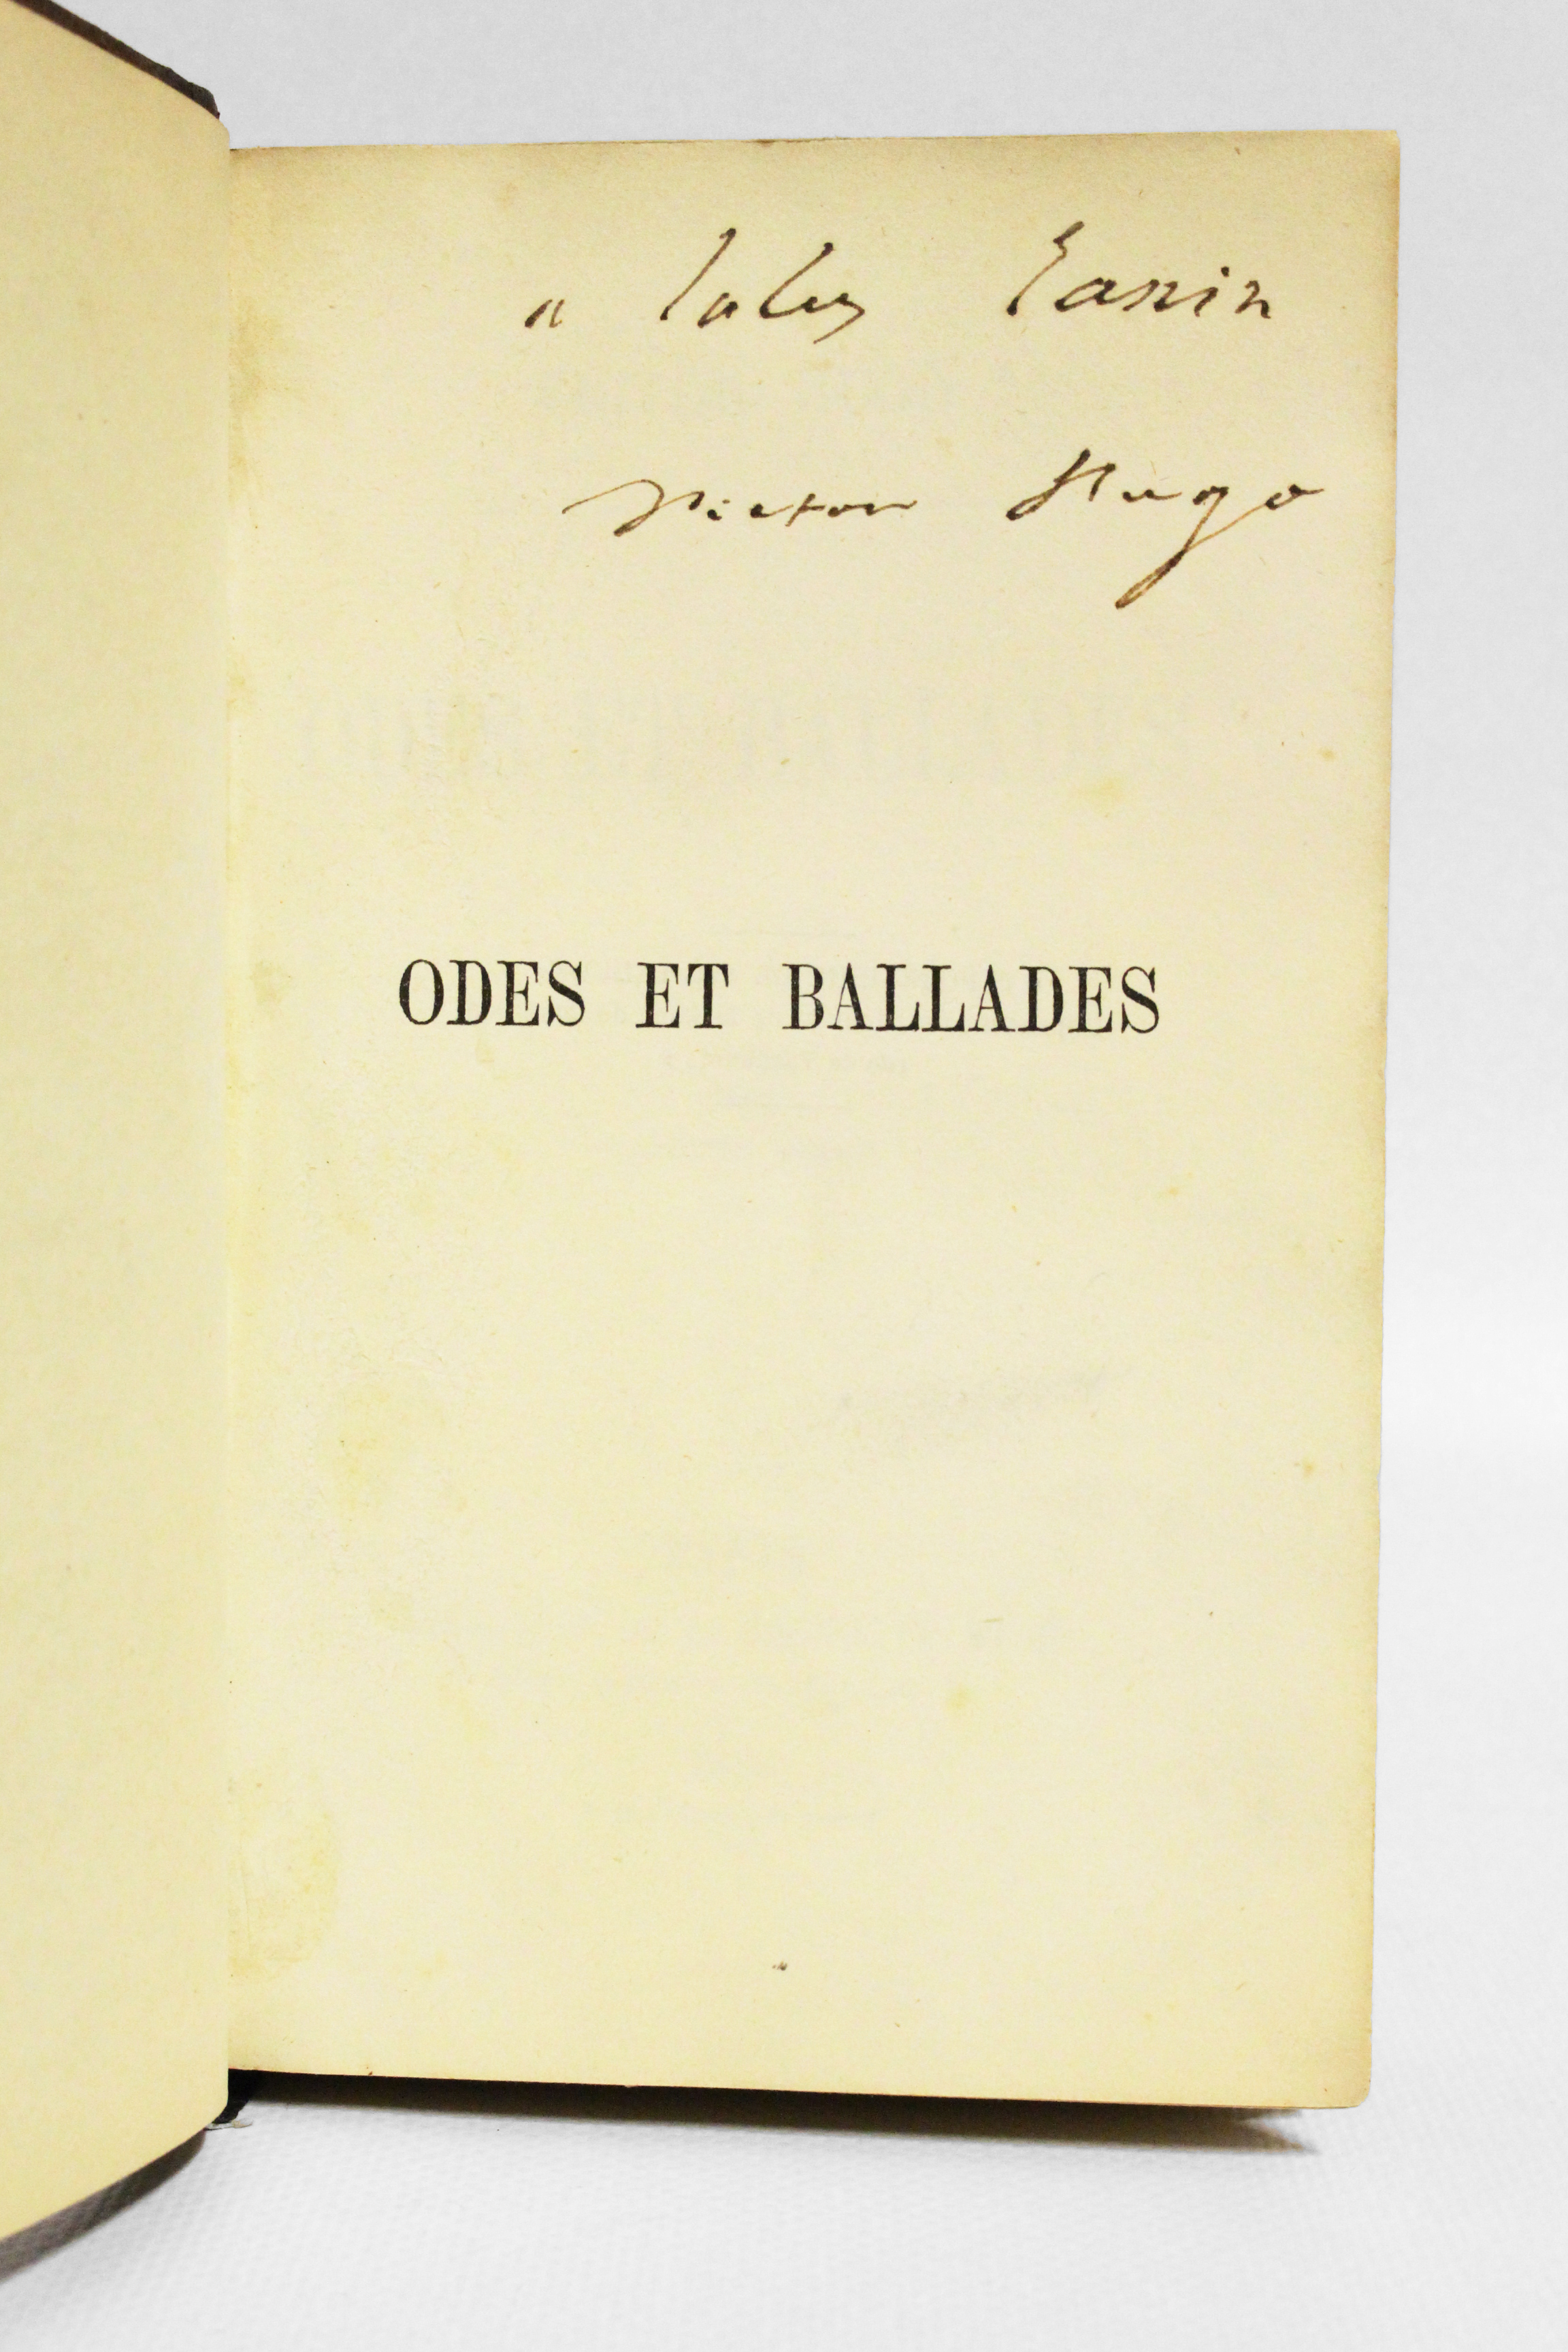 a Jules Janin
Victor Hugo
ODES ET BALLADES